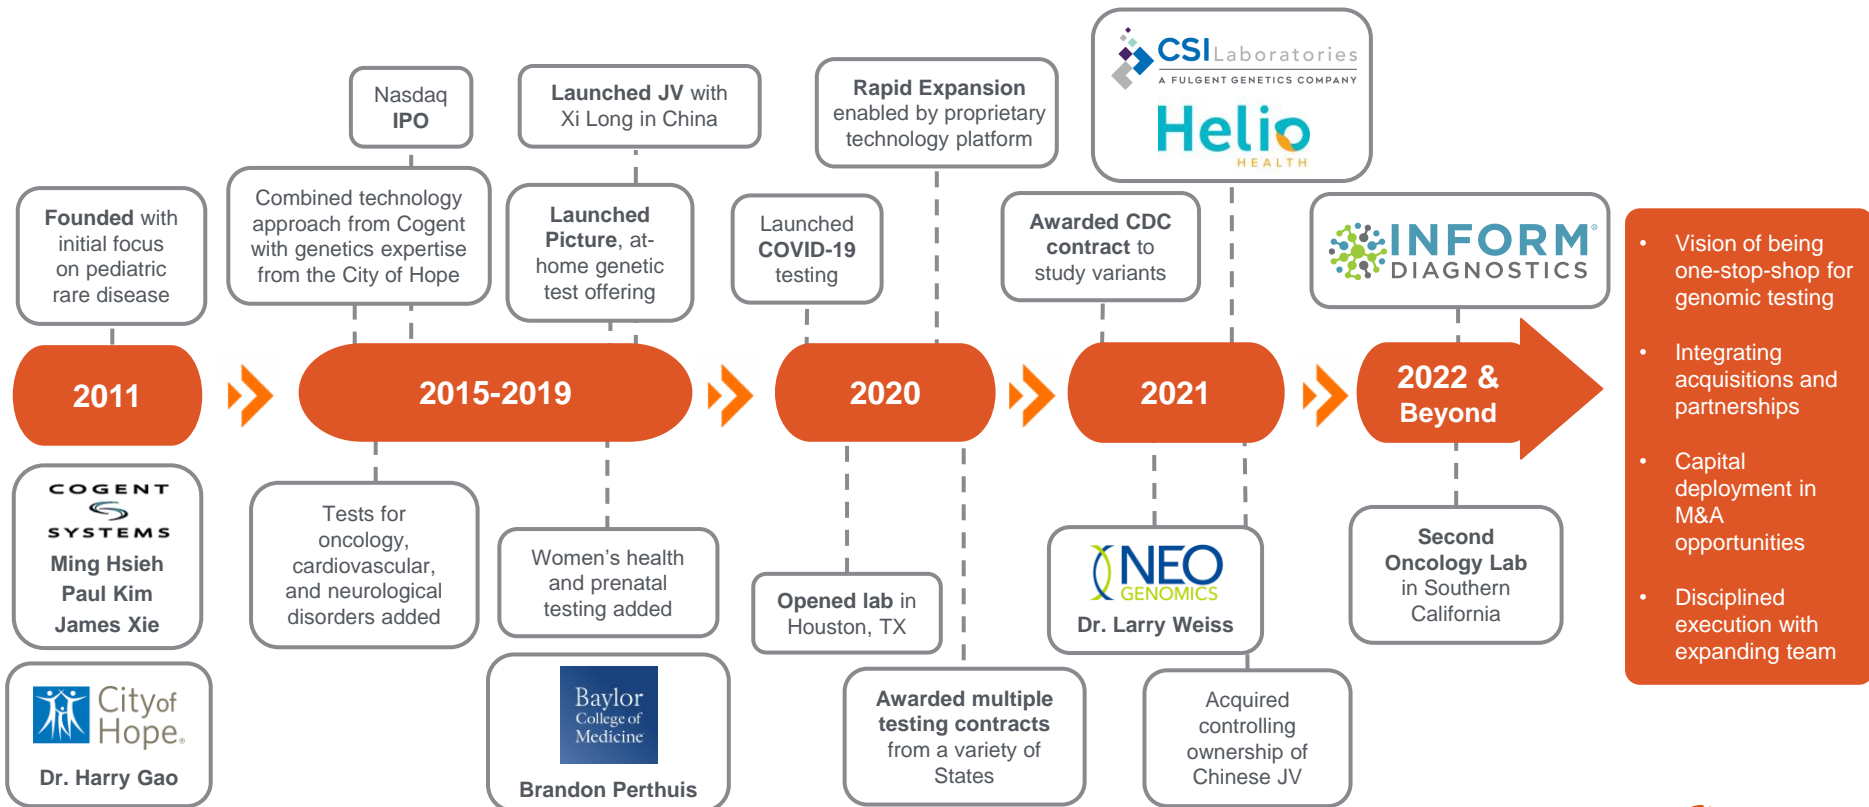 Founded with
initial focus
on pediatric
rare disease
Nasdaq
IPO
Combined technology
approach from Cogent
with genetics expertise
from the City of Hope
Launched JV with
Xi Long in China
Launched
Picture, at-
home genetic
test offering
Launched
COVID-19
testing
Rapid Expansion
enabled by proprietary
technology platform
Awarded CDC
contract to
study variants
CSI Laboratories
A FULGENT GENETICS COMPANY
Helio
HEALTH
INFORM®
DIAGNOSTICS
2011
2015-2019
2020
2021
2022 &
Beyond
COGENT
SYSTEMS
Ming Hsieh
Paul Kim
James Xie
City of
Hope®
Dr. Harry Gao
Tests for
oncology,
cardiovascular,
and neurological
disorders added
Women's health
and prenatal
testing added
Baylor
College of
Medicine
Brandon Perthuis
Opened lab in
Houston, TX
Awarded multiple
testing contracts
from a variety of
States
NEO
GENOMICS
Dr. Larry Weiss
Acquired
controlling
ownership of
Chinese JV
Second
Oncology Lab
in Southern
California
• Vision of being
one-stop-shop for
genomic testing
• Integrating
acquisitions and
partnerships
• Capital
deployment in
M&A
opportunities
• Disciplined
execution with
expanding team